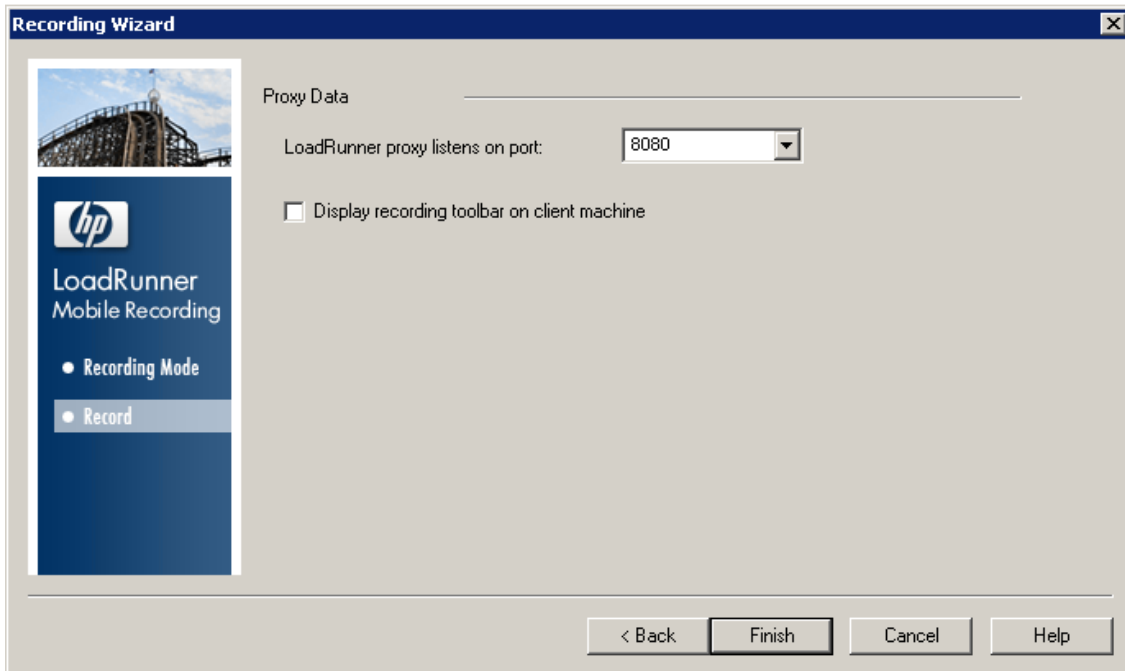 Recording Wizard
Proxy Data
LoadRunner proxy listens on port:
8080
Display recording toolbar on client machine
hp
LoadRunner
Mobile Recording
Recording Mode
Record
< Back
Finish
Cancel
Help